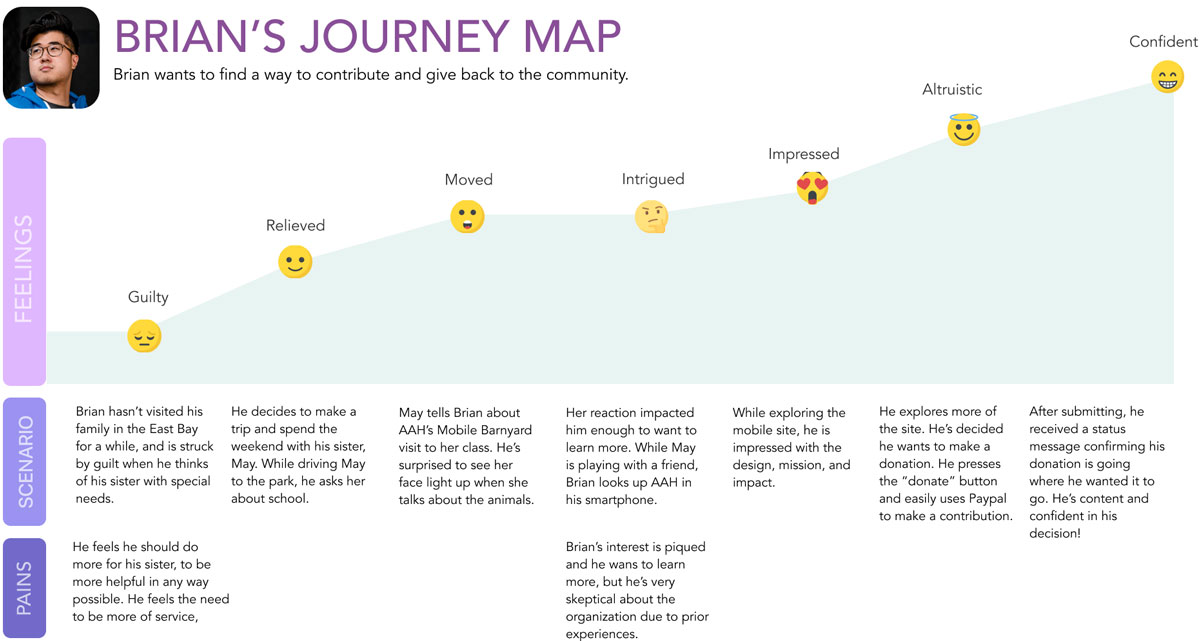 BRIAN'S JOURNEY MAP
Brian wants to find a way to contribute and give back to the community.
FEELINGS
Guilty
Relieved
Moved
Intrigued
Impressed
Altruistic
Confident
SCENARIO
Brian hasn't visited his
family in the East Bay
for a while, and is struck
by guilt when he thinks
of his sister with special
needs.
He decides to make a
trip and spend the
weekend with his sister,
May. While driving May
to the park, he asks her
about school.
May tells Brian about
AAH's Mobile Barnyard
visit to her class. He's
surprised to see her
face light up when she
talks about the animals.
Her reaction impacted
him enough to want to
learn more. While May
is playing with a friend,
Brian looks up AAH in
his smartphone.
While exploring the
mobile site, he is
impressed with the
design, mission, and
impact.
He explores more of
the site. He's decided
he wants to make a
donation. He presses
the “donate” button
and easily uses Paypal
to make a contribution.
After submitting, he
received a status
message confirming his
donation is going
where he wanted it to
go. He's content and
confident in his
decision!
PAINS
He feels he should do
more for his sister, to be
more helpful in any way
possible. He feels the need
to be more of service,
Brian's interest is piqued
and he wans to learn
more, but he's very
skeptical about the
organization due to prior
experiences.